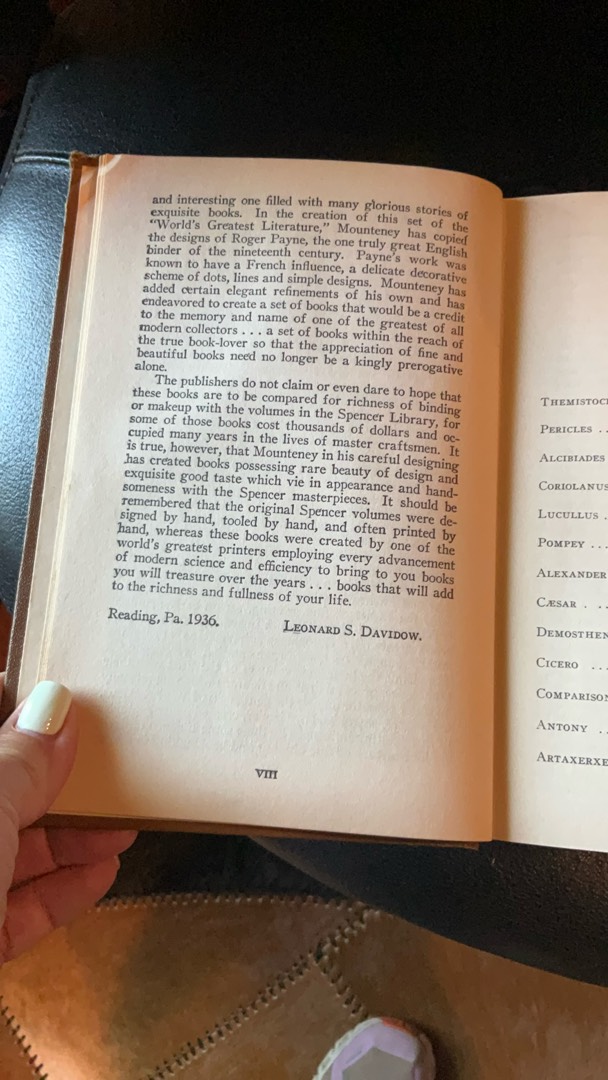 and interesting one filled with many glorious stories of
exquisite books. In the creation of this set of the
"World's Greatest Literature," Mounteney has copied
the designs of Roger Payne, the one truly great English
binder of the nineteenth century. Payne's work was
known to have a French influence, a delicate decorative
scheme of dots, lines and simple designs. Mounteney has
added certain elegant refinements of his own and has
endeavored to create a set of books that would be a credit
to the memory and name of one of the greatest of all
modern collectors . . . a set of books within the reach of
the true book-lover so that the appreciation of fine and
beautiful books need no longer be a kingly prerogative
alone.
The publishers do not claim or even dare to hope that
these books are to be compared for richness of binding
or makeup with the volumes in the Spencer Library, for
some of those books cost thousands of dollars and oc-
cupied many years in the lives of master craftsmen. It
is true, however, that Mounteney in his careful designing
has created books possessing rare beauty of design and
exquisite good taste which vie in appearance and hand-
someness with the Spencer masterpieces. It should be
remembered that the original Spencer volumes were de-
signed by hand, tooled by hand, and often printed by
hand, whereas these books were created by one of the
world's greatest printers employing every advancement
of modern science and efficiency to bring to you books
you will treasure over the years . . . books that will add
to the richness and fullness of your life.
Reading, Pa. 1936. LEONARD S. DAVIDOW.
VIII
THEMISTOCL
PERICLES . .
ALCIBIADES
CORIOLANUS
LUCULLUS .
POMPEY . . .
ALEXANDER
CÆSAR . . .
DEMOSTHEN
CICERO . . .
COMPARISON
ANTONY . .
ARTAXERXE